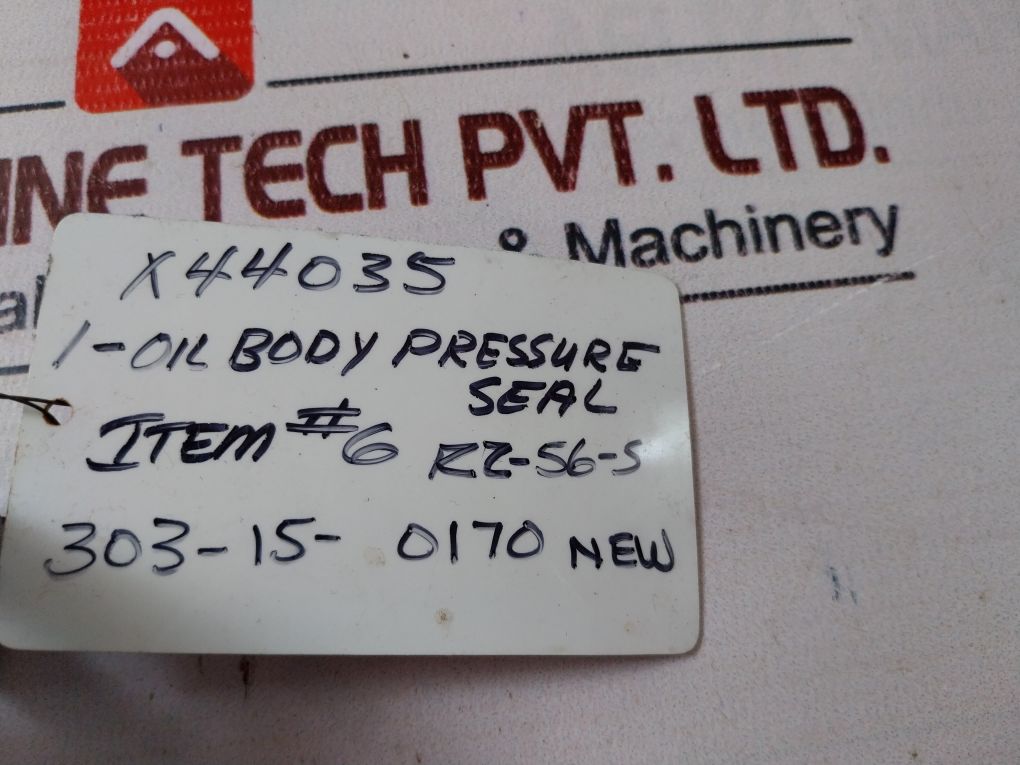 TECH PVT. LTD.
& Machinery
X44035
1-OIL BODY PRESSURE
SEAL
ITEM #6 RZ-56-S
303-15-0170 NEW